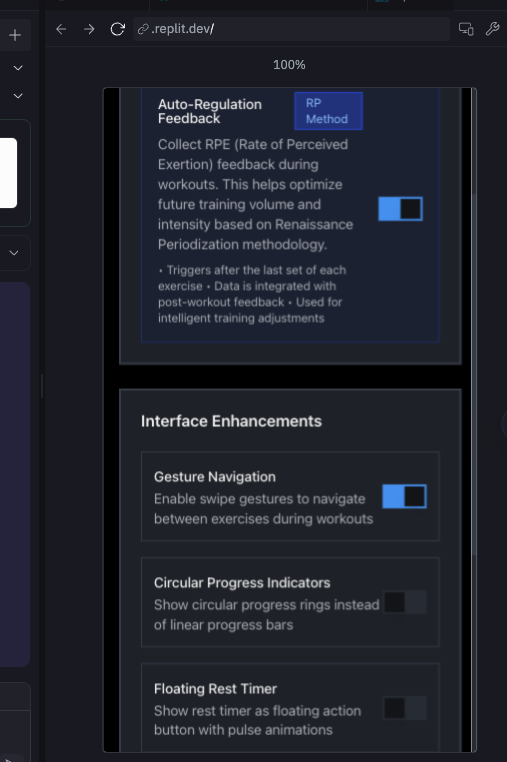 .replit.dev/
100%
Auto-Regulation
Feedback
RP
Method
Collect RPE (Rate of Perceived
Exertion) feedback during
workouts. This helps optimize
future training volume and
intensity based on Renaissance
Periodization methodology.
• Triggers after the last set of each
exercise • Data is integrated with
post-workout feedback • Used for
intelligent training adjustments
Interface Enhancements
Gesture Navigation
Enable swipe gestures to navigate
between exercises during workouts
Circular Progress Indicators
Show circular progress rings instead
of linear progress bars
Floating Rest Timer
Show rest timer as floating action
button with pulse animations